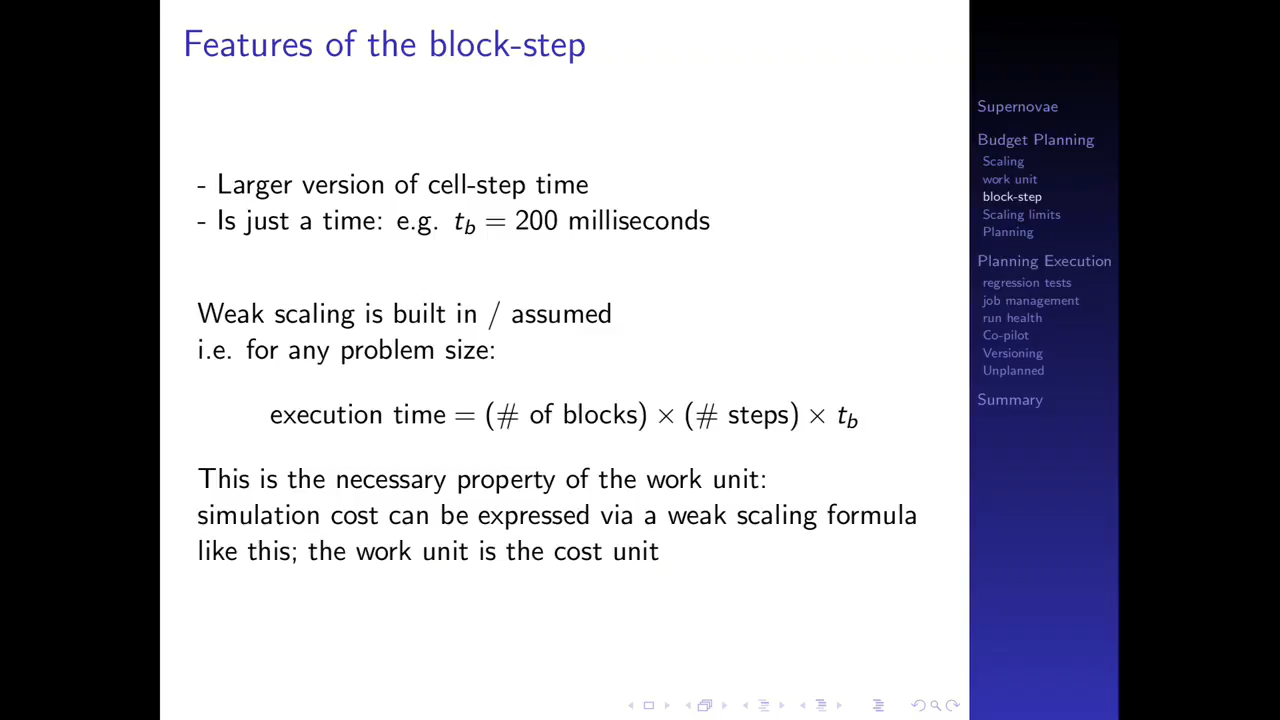 Features of the block-step
- Larger version of cell-step time
- Is just a time: e.g. t_b = 200 milliseconds
Weak scaling is built in / assumed
i.e. for any problem size:
execution time = (# of blocks) × (# steps) × t_b
This is the necessary property of the work unit:
simulation cost can be expressed via a weak scaling formula
like this; the work unit is the cost unit
Supernovae
Budget Planning
Scaling
work unit
block-step
Scaling limits
Planning
Planning Execution
regression tests
job management
run health
Co-pilot
Versioning
Unplanned
Summary